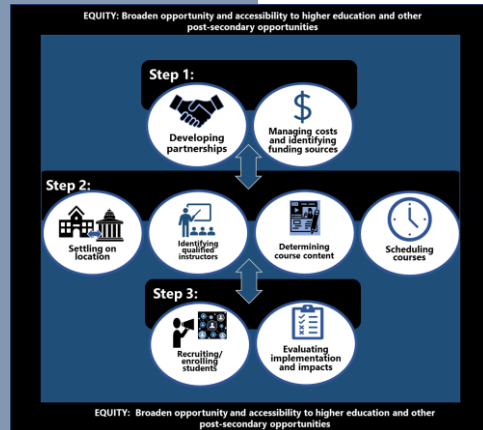 EQUITY: Broaden opportunity and accessibility to higher education and other
post-secondary opportunities
Step 1:
Developing
partnerships
$
Managing costs
and identifying
funding sources
Step 2:
Settling on
location
Identifying
qualified
instructors
Determining
course content
Scheduling
courses
Step 3:
Recruiting/
enrolling
students
Evaluating
implementation
and impacts
EQUITY: Broaden opportunity and accessibility to higher education and other
post-secondary opportunities